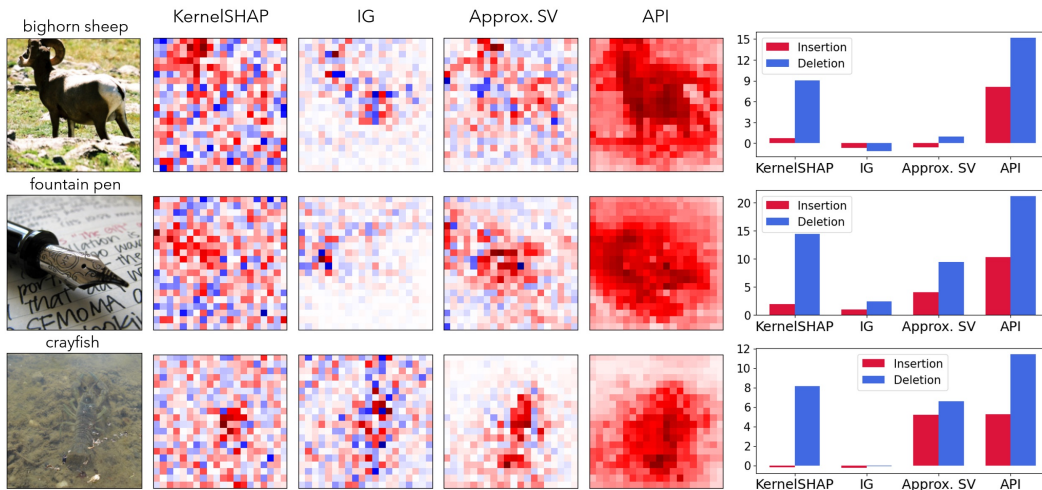 KernelSHAP IG Approx. SV API
bighorn sheep
15
12
9
6
3
0
Insertion
Deletion
KernelSHAP IG Approx. SV API
fountain pen
20
15
10
5
0
Insertion
Deletion
KernelSHAP IG Approx. SV API
crayfish
12
10
8
6
4
2
0
Insertion
Deletion
KernelSHAP IG Approx. SV API